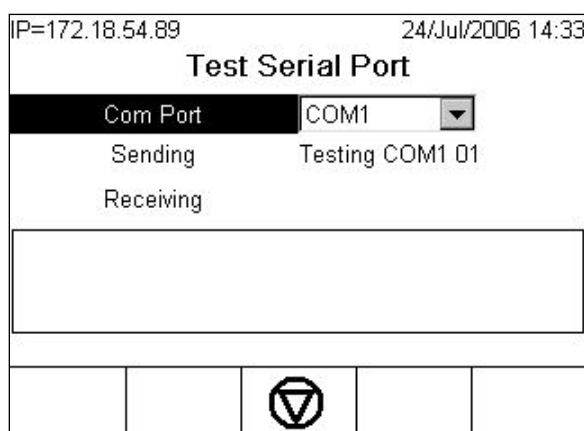 IP=172.18.54.89 24/Jul/2006 14:33
Test Serial Port
Com Port COM1
Sending Testing COM1 01
Receiving